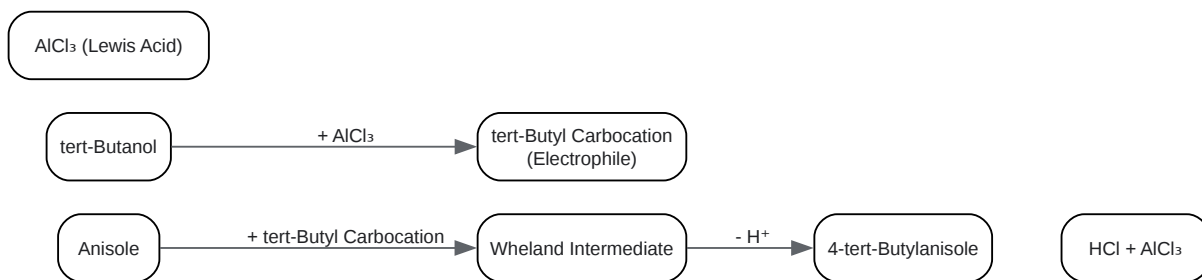 AlCl₃ (Lewis Acid)
tert-Butanol
+ AlCl₃
tert-Butyl Carbocation
(Electrophile)
Anisole
+ tert-Butyl Carbocation
Wheland Intermediate
- H⁺
4-tert-Butylanisole
HCl + AlCl₃